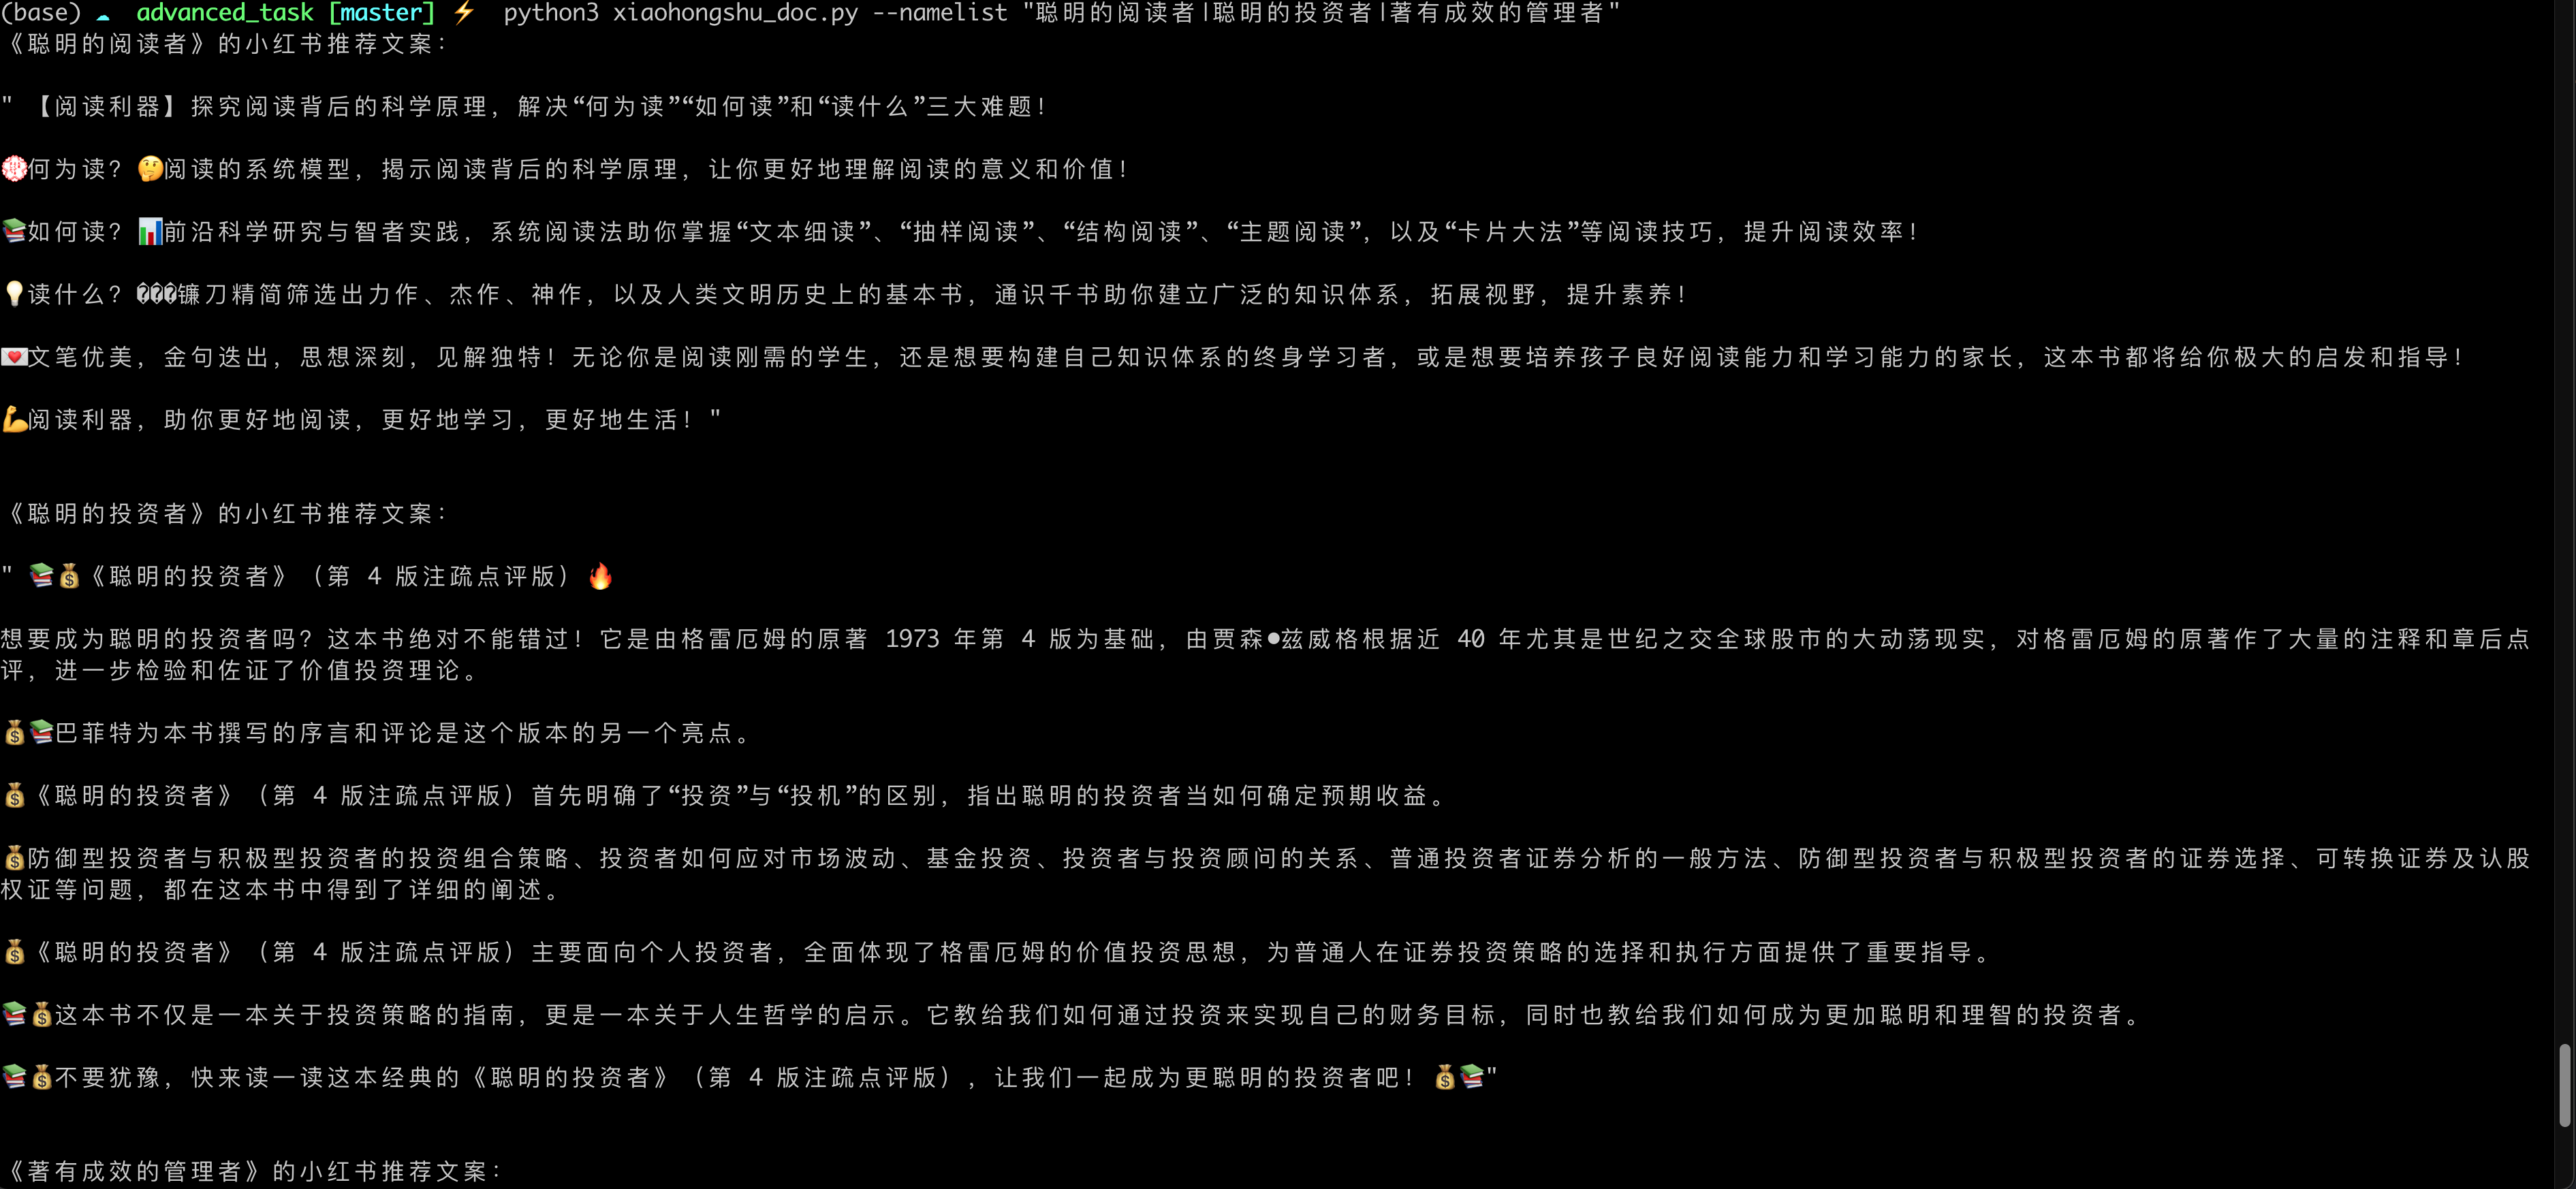 (base) ☁  advanced_task [master] ⚡  python3 xiaohongshu_doc.py --namelist "聪明的阅读者|聪明的投资者|著有成效的管理者"
《聪明的阅读者》的小红书推荐文案：
" 【阅读利器】探究阅读背后的科学原理，解决“何为读”“如何读”和“读什么”三大难题！
💮何为读？🤔阅读的系统模型，揭示阅读背后的科学原理，让你更好地理解阅读的意义和价值！
📚如何读？📊前沿科学研究与智者实践，系统阅读法助你掌握“文本细读”、“抽样阅读”、“结构阅读”、“主题阅读”，以及“卡片大法”等阅读技巧，提升阅读效率！
💡读什么？���镰刀精简筛选出力作、杰作、神作，以及人类文明历史上的基本书，通识千书助你建立广泛的知识体系，拓展视野，提升素养！
💌文笔优美，金句迭出，思想深刻，见解独特！无论你是阅读刚需的学生，还是想要构建自己知识体系的终身学习者，或是想要培养孩子良好阅读能力和学习能力的家长，这本书都将给你极大的启发和指导！
💪阅读利器，助你更好地阅读，更好地学习，更好地生活！"
《聪明的投资者》的小红书推荐文案：
" 📚💰《聪明的投资者》（第 4 版注疏点评版）🔥
想要成为聪明的投资者吗？这本书绝对不能错过！它是由格雷厄姆的原著 1973 年第 4 版为基础，由贾森●兹威格根据近 40 年尤其是世纪之交全球股市的大动荡现实，对格雷厄姆的原著作了大量的注释和章后点
评，进一步检验和佐证了价值投资理论。
💰📚巴菲特为本书撰写的序言和评论是这个版本的另一个亮点。
💰《聪明的投资者》（第 4 版注疏点评版）首先明确了“投资”与“投机”的区别，指出聪明的投资者当如何确定预期收益。
💰防御型投资者与积极型投资者的投资组合策略、投资者如何应对市场波动、基金投资、投资者与投资顾问的关系、普通投资者证券分析的一般方法、防御型投资者与积极型投资者的证券选择、可转换证券及认股
权证等问题，都在这本书中得到了详细的阐述。
💰《聪明的投资者》（第 4 版注疏点评版）主要面向个人投资者，全面体现了格雷厄姆的价值投资思想，为普通人在证券投资策略的选择和执行方面提供了重要指导。
📚💰这本书不仅是一本关于投资策略的指南，更是一本关于人生哲学的启示。它教给我们如何通过投资来实现自己的财务目标，同时也教给我们如何成为更加聪明和理智的投资者。
📚💰不要犹豫，快来读一读这本经典的《聪明的投资者》（第 4 版注疏点评版），让我们一起成为更聪明的投资者吧！💰📚"
《著有成效的管理者》的小红书推荐文案：